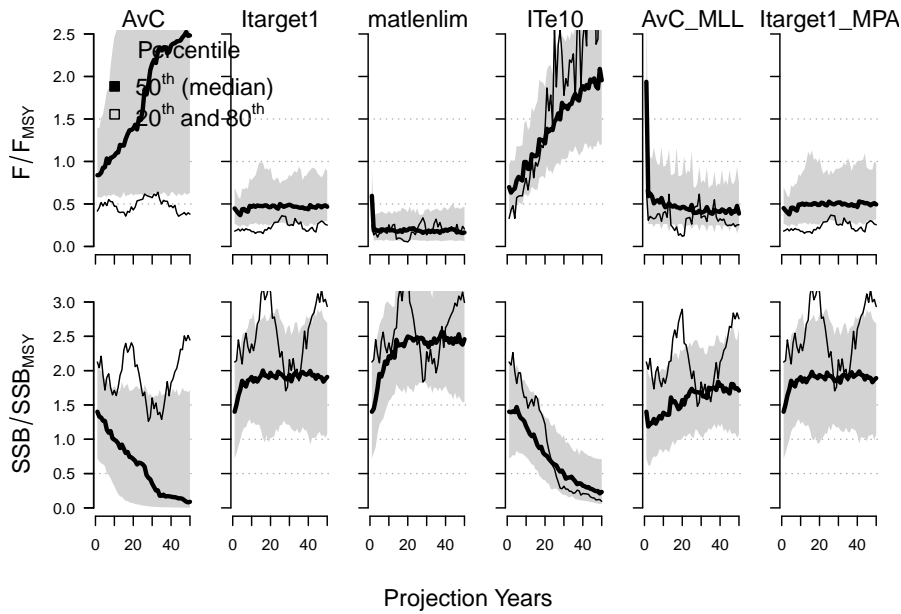 AvC Itarget1 matlenlim ITe10 AvC_MLL Itarget1_MPA
Percentile
50th (median)
20th and 80th
F/FMSY
2.5
2.0
1.5
1.0
0.5
0.0
SSB/SSBMSY
3.0
2.5
2.0
1.5
1.0
0.5
0.0
0 20 40 0 20 40 0 20 40 0 20 40 0 20 40 0 20 40
Projection Years